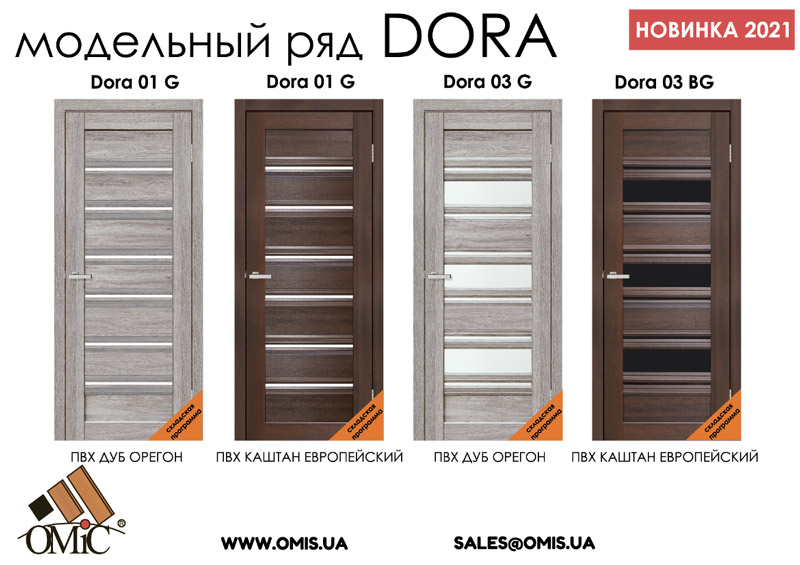 модельный ряд DORA
НОВИНКА 2021
Dora 01 G
Dora 01 G
Dora 03 G
Dora 03 BG
складская
программа
складская
программа
складская
программа
складская
программа
ПВХ ДУБ ОРЕГОН
ПВХ КАШТАН ЕВРОПЕЙСКИЙ
ПВХ ДУБ ОРЕГОН
ПВХ КАШТАН ЕВРОПЕЙСКИЙ
ОМiС®
WWW.OMIS.UA
SALES@OMIS.UA